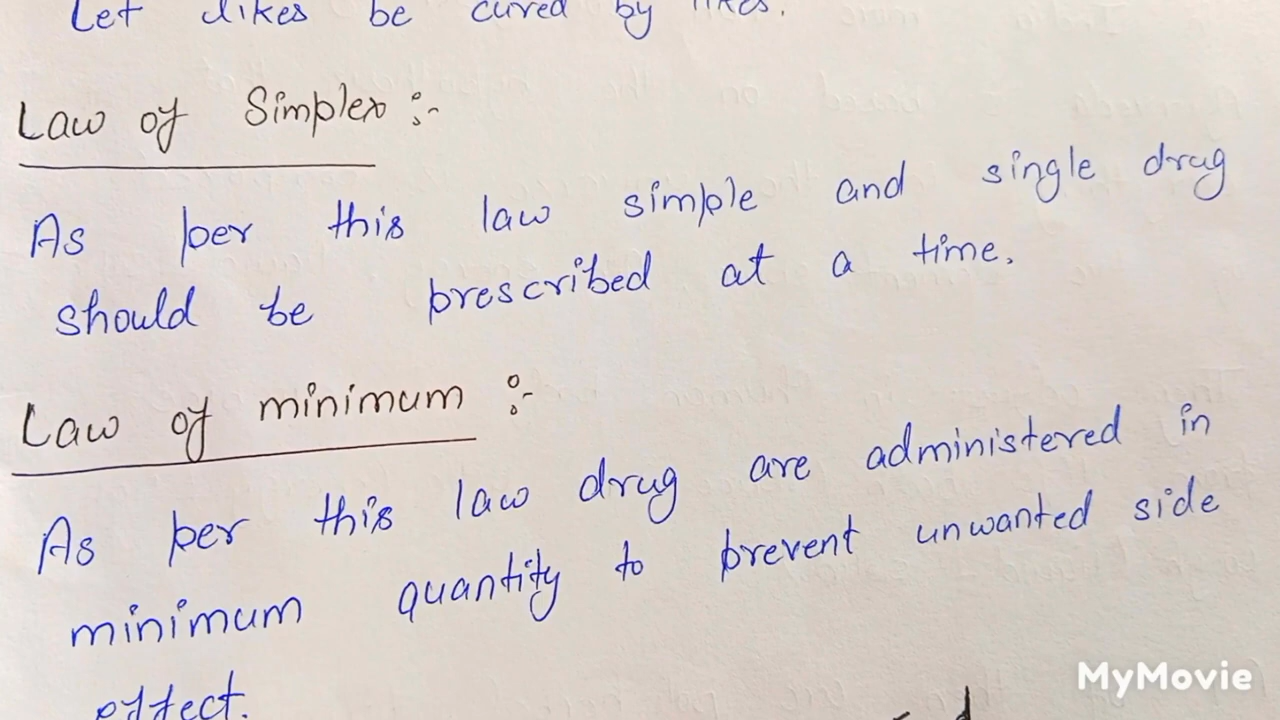 Let likes be cured by likes.
Law of Simplex :-
As per this law simple and single drug
should be prescribed at a time.
Law of minimum :-
As per this law drug are administered in
minimum quantity to prevent unwanted side
effect.
MyMovie